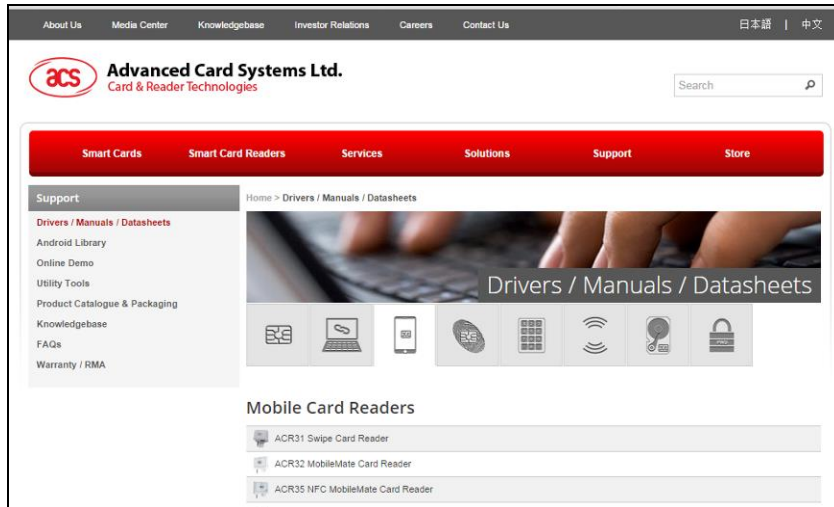 About Us Media Center Knowledgebase Investor Relations Careers Contact Us 日本語 | 中文
acs
Advanced Card Systems Ltd.
Card & Reader Technologies
Search
Smart Cards Smart Card Readers Services Solutions Support Store
Support
Drivers / Manuals / Datasheets
Android Library
Online Demo
Utility Tools
Product Catalogue & Packaging
Knowledgebase
FAQs
Warranty / RMA
Home > Drivers / Manuals / Datasheets
Drivers / Manuals / Datasheets
PWD
Mobile Card Readers
ACR31 Swipe Card Reader
ACR32 MobileMate Card Reader
ACR35 NFC MobileMate Card Reader